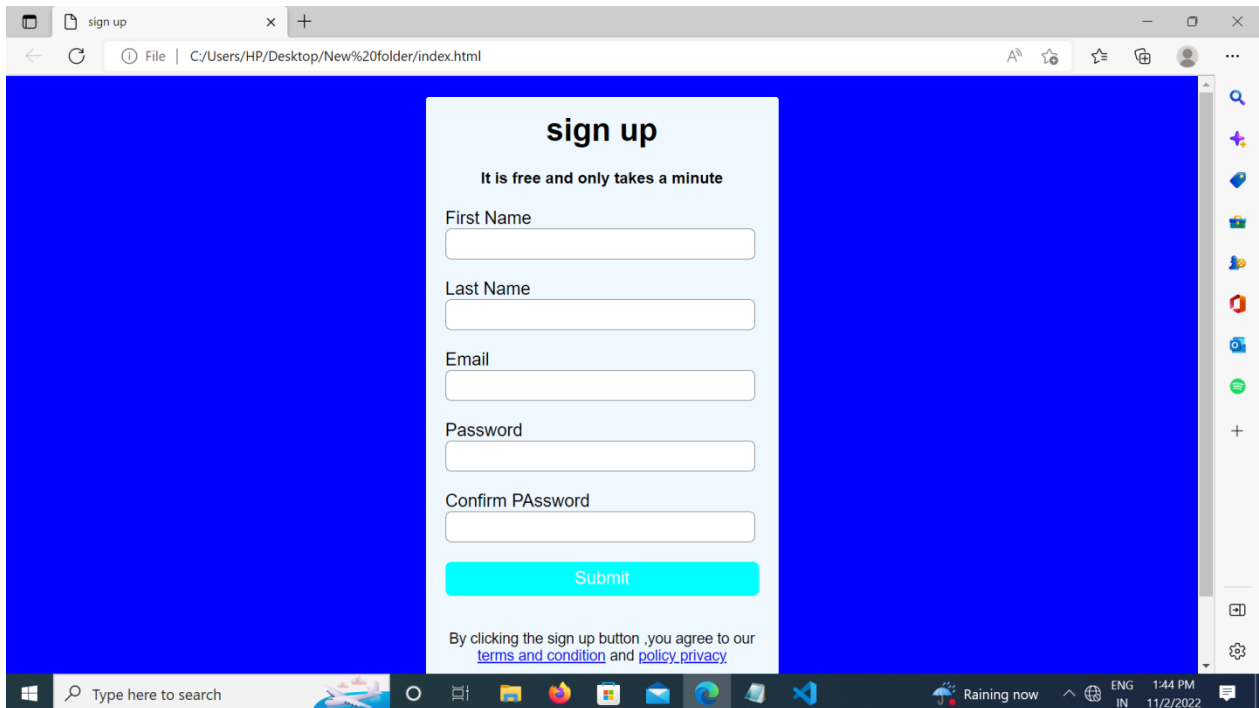 sign up
File | C:/Users/HP/Desktop/New%20folder/index.html
sign up
It is free and only takes a minute
First Name
Last Name
Email
Password
Confirm PAssword
Submit
By clicking the sign up button ,you agree to our
terms and condition and policy privacy
Type here to search
Raining now
ENG
IN
1:44 PM
11/2/2022